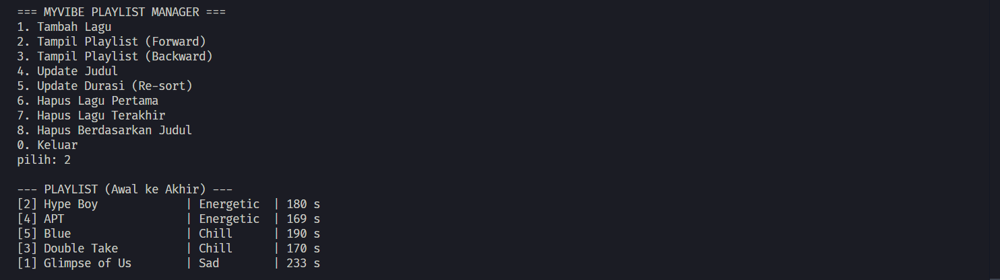 === MYVIBE PLAYLIST MANAGER ===
1. Tambah Lagu
2. Tampil Playlist (Forward)
3. Tampil Playlist (Backward)
4. Update Judul
5. Update Durasi (Re-sort)
6. Hapus Lagu Pertama
7. Hapus Lagu Terakhir
8. Hapus Berdasarkan Judul
0. Keluar
pilih: 2

--- PLAYLIST (Awal ke Akhir) ---
[2] Hype Boy             | Energetic  | 180 s
[4] APT                  | Energetic  | 169 s
[5] Blue                 | Chill      | 190 s
[3] Double Take          | Chill      | 170 s
[1] Glimpse of Us        | Sad        | 233 s